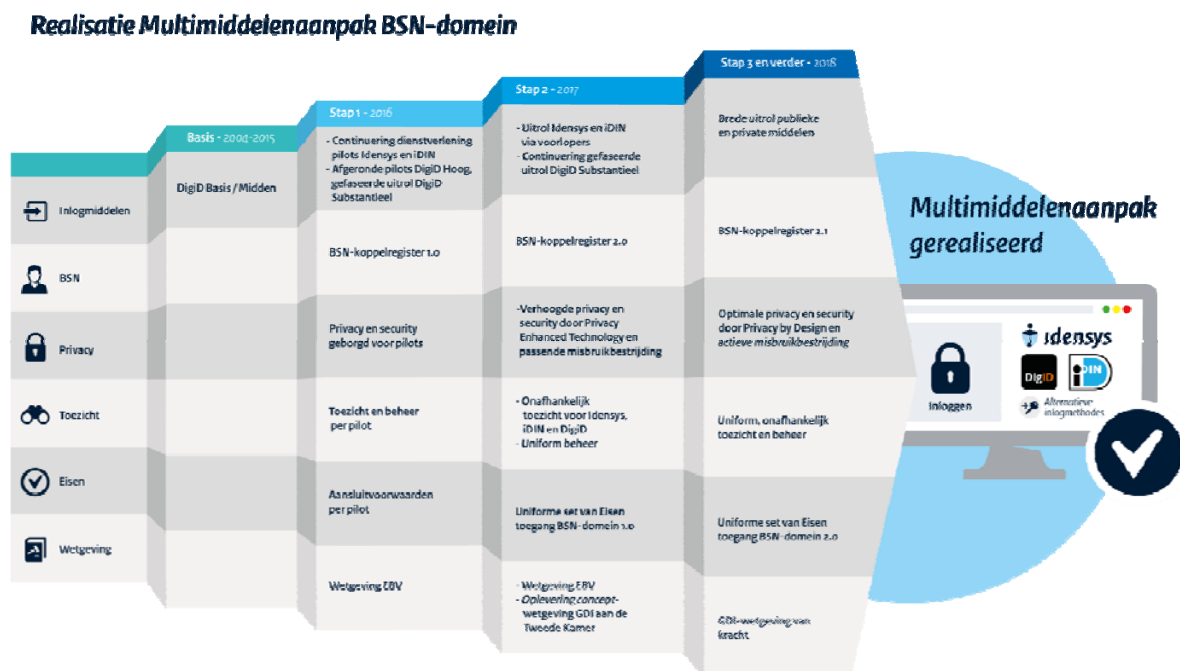 Realisatie Multimiddelenaanpak BSN-domein
Basis - 2004-2015
Stap 1 - 2016
Stap 2 - 2017
Stap 3 en verder - 2018
Inlogmiddelen
DigiD Basis / Midden
- Continuering dienstverlening
pilots Idensys en iDIN
- Afgeronde pilots DigiD Hoog,
gefaseerde uitrol DigiD
Substantieel
- Uitrol Idensys en iDIN
via voorlopers
- Continuering gefaseerde
uitrol DigiD Substantieel
Brede uitrol publieke
en private middelen
BSN
BSN-koppelregister 1.0
BSN-koppelregister 2.0
BSN-koppelregister 2.1
Privacy
Privacy en security
geborgd voor pilots
-Verhoogde privacy en
security door Privacy
Enhanced Technology en
passende misbruikbestrijding
Optimale privacy en security
door Privacy by Design en
actieve misbruikbestrijding
Toezicht
Toezicht en beheer
per pilot
- Onafhankelijk
toezicht voor Idensys,
iDIN en DigiD
- Uniform beheer
Uniform, onafhankelijk
toezicht en beheer
Eisen
Aansluitvoorwaarden
per pilot
Uniforme set van Eisen
toegang BSN-domein 1.0
Uniforme set van Eisen
toegang BSN-domein 2.0
Wetgeving
Wetgeving EBV
- Wetgeving EBV
- Oplevering concept-
wetgeving GDI aan de
Tweede Kamer
GDI-wetgeving van
kracht
Multimiddelenaanpak
gerealiseerd
Inloggen
idensys
DigiD
iDIN
Alternatieve
inlogmethodes